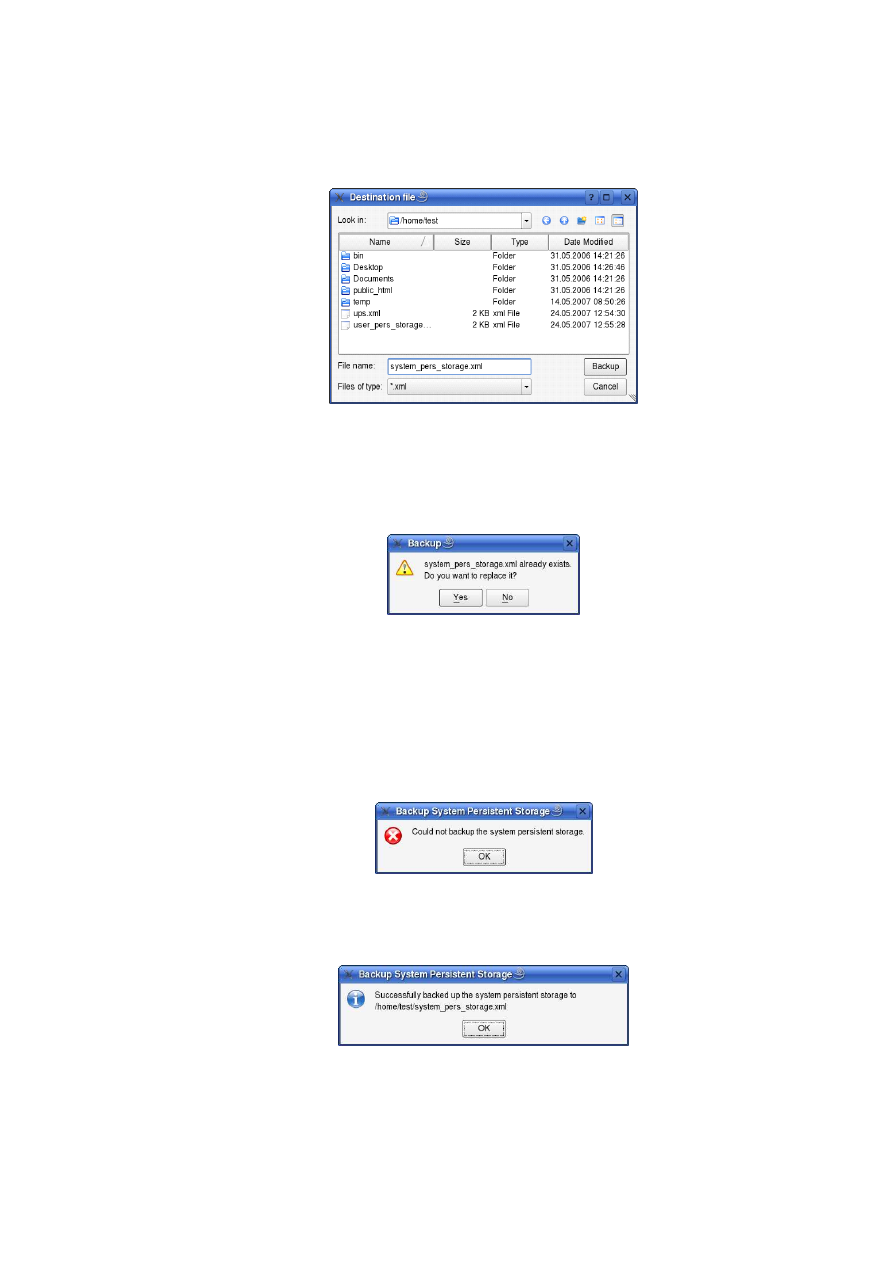 Destination file
Look in: /home/test
Name Size Type Date Modified
bin Folder 31.05.2006 14:21:26
Desktop Folder 31.05.2006 14:26:46
Documents Folder 31.05.2006 14:21:26
public_html Folder 31.05.2006 14:21:26
temp Folder 14.05.2007 08:50:26
ups.xml 2 KB xml File 24.05.2007 12:54:30
user_pers_storage... 2 KB xml File 24.05.2007 12:55:28
File name: system_pers_storage.xml Backup
Files of type: *.xml Cancel
Backup
system_pers_storage.xml already exists.
Do you want to replace it?
Yes No
Backup System Persistent Storage
Could not backup the system persistent storage.
OK
Backup System Persistent Storage
Successfully backed up the system persistent storage to
/home/test/system_pers_storage.xml
OK